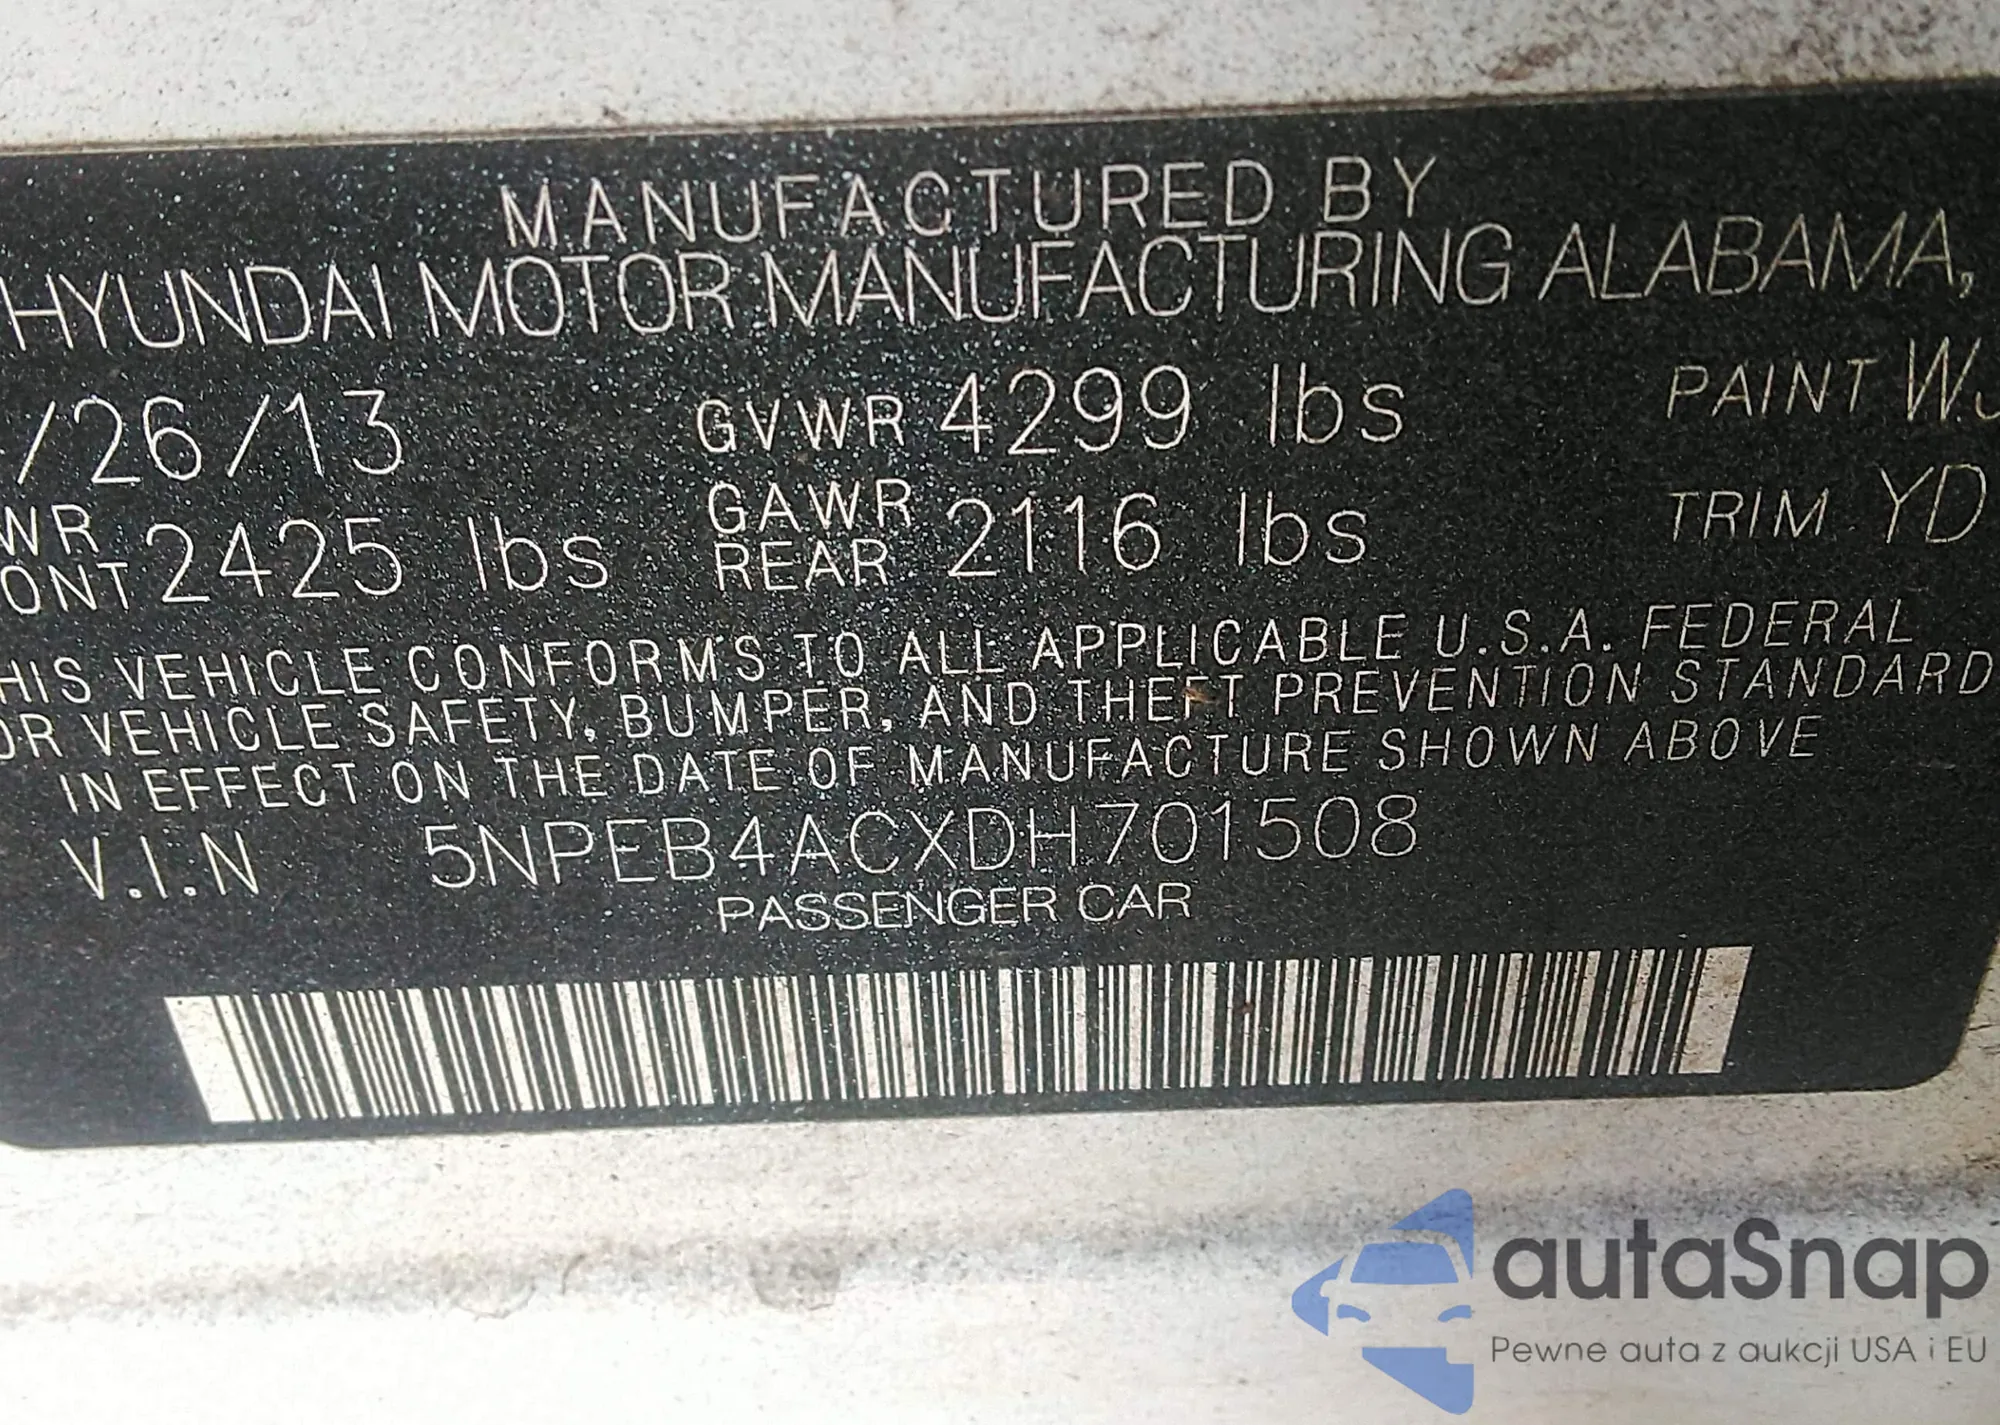 MANUFACTURED BY
HYUNDAI MOTOR MANUFACTURING ALABAMA,
/26/13 GVWR 4299 lbs PAINT
WR GAWR
ONT 2425 lbs REAR 2116 lbs TRIM YD
HIS VEHICLE CONFORMS TO ALL APPLICABLE U.S.A. FEDERAL
OR VEHICLE SAFETY, BUMPER, AND THEFT PREVENTION STANDARD
IN EFFECT ON THE DATE OF MANUFACTURE SHOWN ABOVE
V.I.N 5NPEB4ACXDH701508
PASSENGER CAR
autaSnap
Pewne auta z aukcji USA i EU